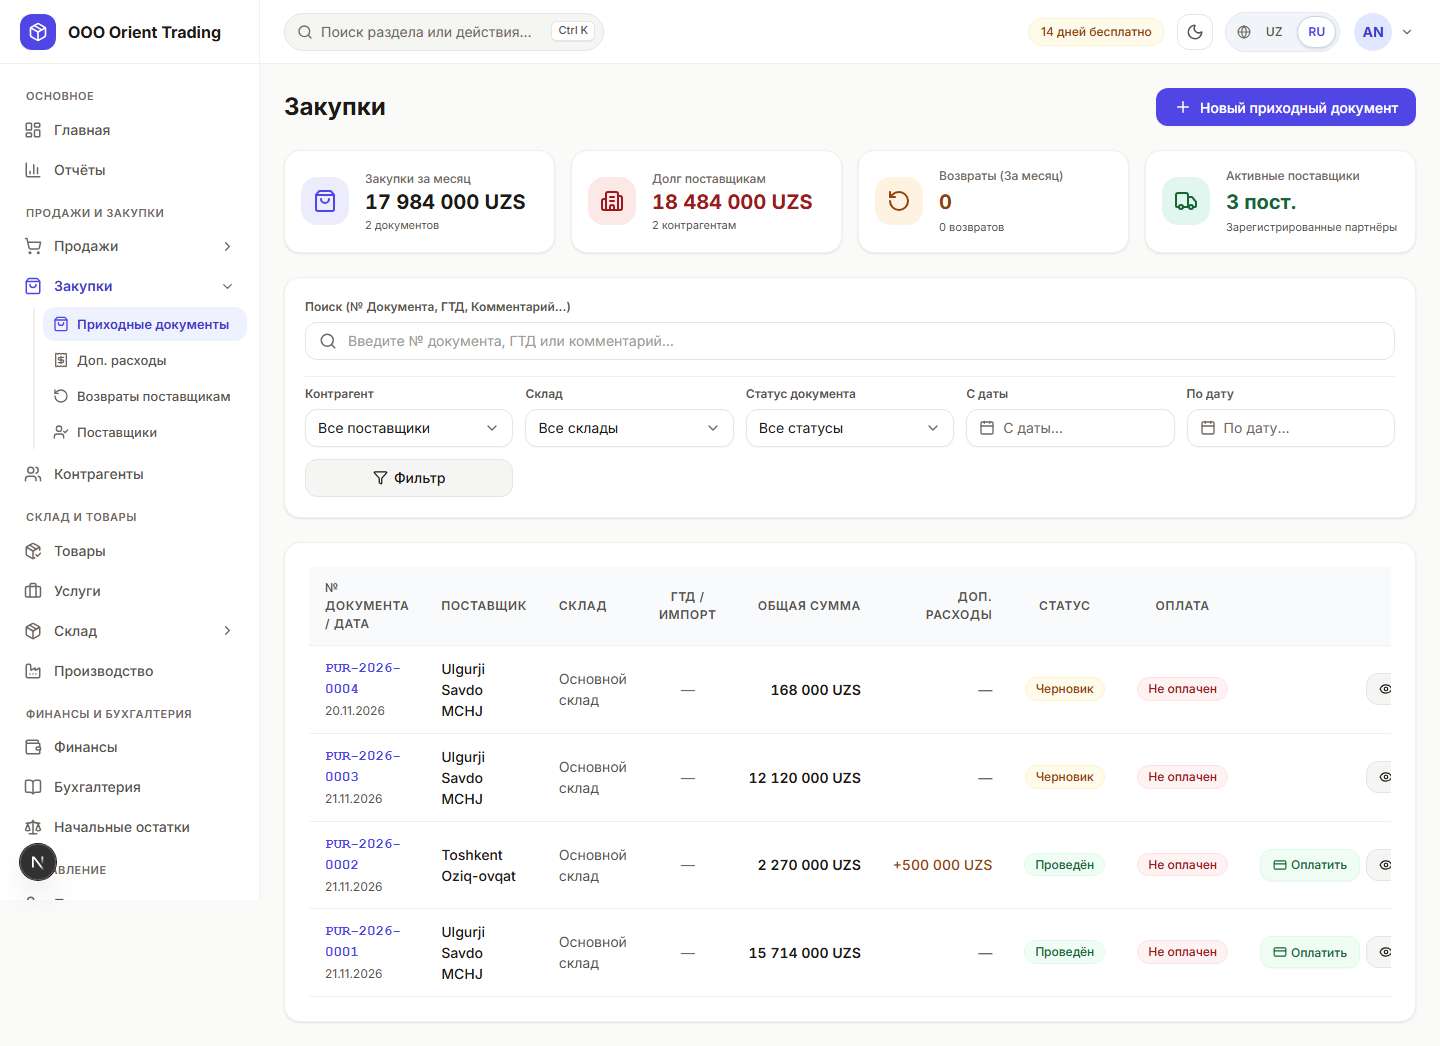 ООО Orient Trading
Поиск раздела или действия...
Ctrl K
14 дней бесплатно
UZ
RU
AN
ОСНОВНОЕ
Главная
Отчёты
ПРОДАЖИ И ЗАКУПКИ
Продажи
Закупки
Приходные документы
Доп. расходы
Возвраты поставщикам
Поставщики
Контрагенты
СКЛАД И ТОВАРЫ
Товары
Услуги
Склад
Производство
ФИНАНСЫ И БУХГАЛТЕРИЯ
Финансы
Бухгалтерия
Начальные остатки
N
Закупки
Новый приходный документ
Закупки за месяц
17 984 000 UZS
2 документов
Долг поставщикам
18 484 000 UZS
2 контрагентам
Возвраты (За месяц)
0
0 возвратов
Активные поставщики
3 пост.
Зарегистрированные партнёры
Поиск (№ Документа, ГТД, Комментарий...)
Введите № документа, ГТД или комментарий...
Контрагент
Склад
Статус документа
С даты
По дату
Все поставщики
Все склады
Все статусы
С даты...
По дату...
Фильтр
№
ДОКУМЕНТА
/ ДАТА
ПОСТАВЩИК
СКЛАД
ГТД /
ИМПОРТ
ОБЩАЯ СУММА
ДОП.
РАСХОДЫ
СТАТУС
ОПЛАТА
PUR-2026-
0004
20.11.2026
Ulgurji
Savdo
MCHJ
Основной
склад
—
168 000 UZS
—
Черновик
Не оплачен
PUR-2026-
0003
21.11.2026
Ulgurji
Savdo
MCHJ
Основной
склад
—
12 120 000 UZS
—
Черновик
Не оплачен
PUR-2026-
0002
21.11.2026
Toshkent
Oziq-ovqat
Основной
склад
—
2 270 000 UZS
+500 000 UZS
Проведён
Не оплачен
Оплатить
PUR-2026-
0001
21.11.2026
Ulgurji
Savdo
MCHJ
Основной
склад
—
15 714 000 UZS
—
Проведён
Не оплачен
Оплатить